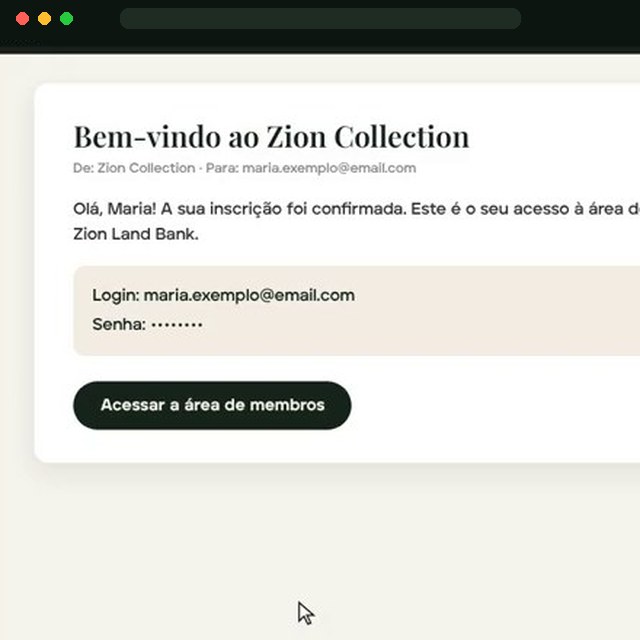 Bem-vindo ao Zion Collection
De: Zion Collection · Para: maria.exemplo@email.com
Olá, Maria! A sua inscrição foi confirmada. Este é o seu acesso à área
Zion Land Bank.
Login: maria.exemplo@email.com
Senha: ••••••••
Acessar a área de membros